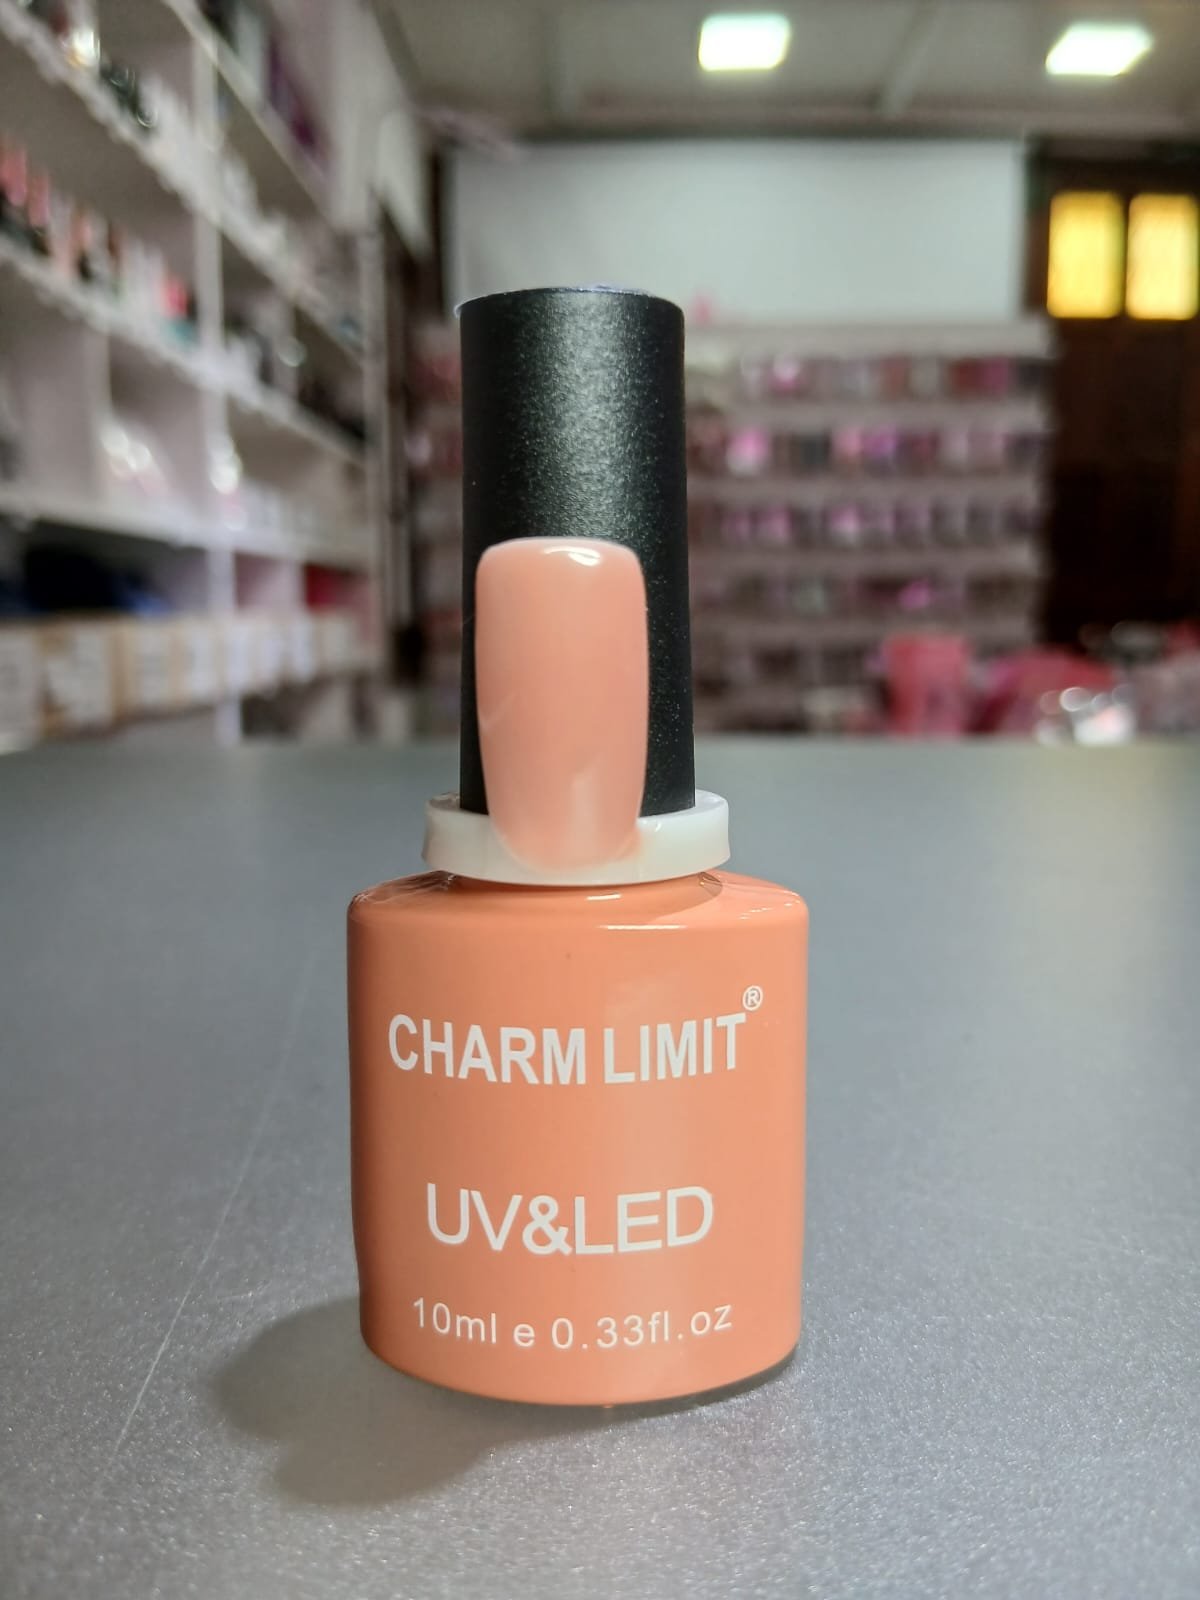 CHARM LIMIT®
UV&LED
10ml e 0.33fl.oz